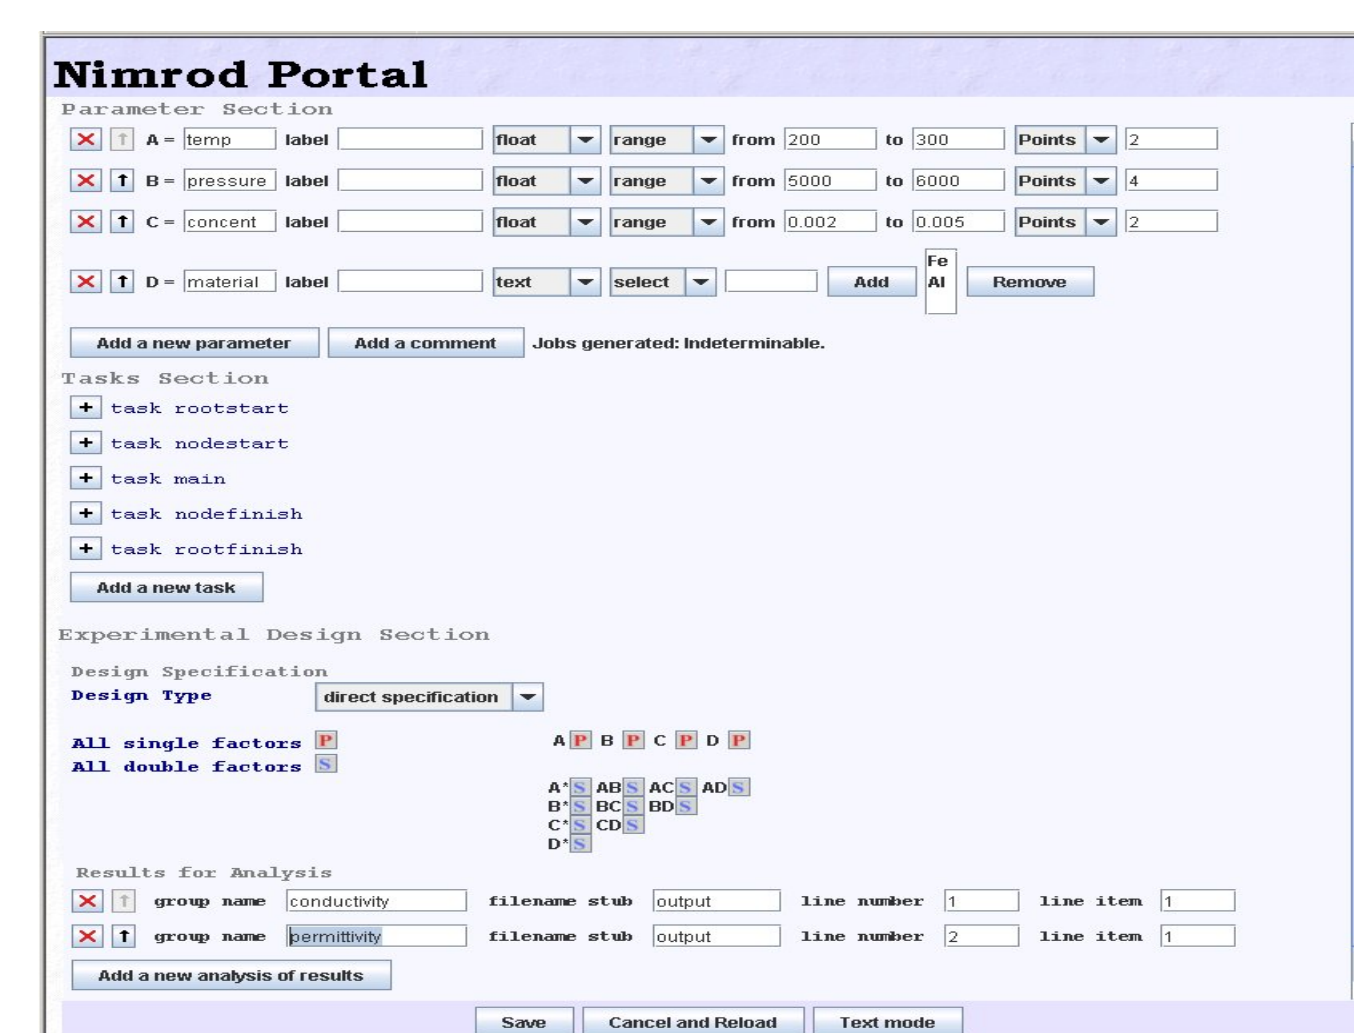 Nimrod Portal
Parameter Section
A = temp label float range from 200 to 300 Points 2
B = pressure label float range from 5000 to 6000 Points 4
C = concent label float range from 0.002 to 0.005 Points 2
D = material label text select Add Fe Al Remove
Add a new parameter Add a comment Jobs generated: Indeterminable.
Tasks Section
+ task rootstart
+ task nodestart
+ task main
+ task nodefinish
+ task rootfinish
Add a new task
Experimental Design Section
Design Specification
Design Type direct specification
All single factors P A P B P C P D P
All double factors S
A* S AB S AC S AD S
B* S BC S BD S
C* S CD S
D* S
Results for Analysis
group name conductivity filename stub output line number 1 line item 1
group name permittivity filename stub output line number 2 line item 1
Add a new analysis of results
Save Cancel and Reload Text mode